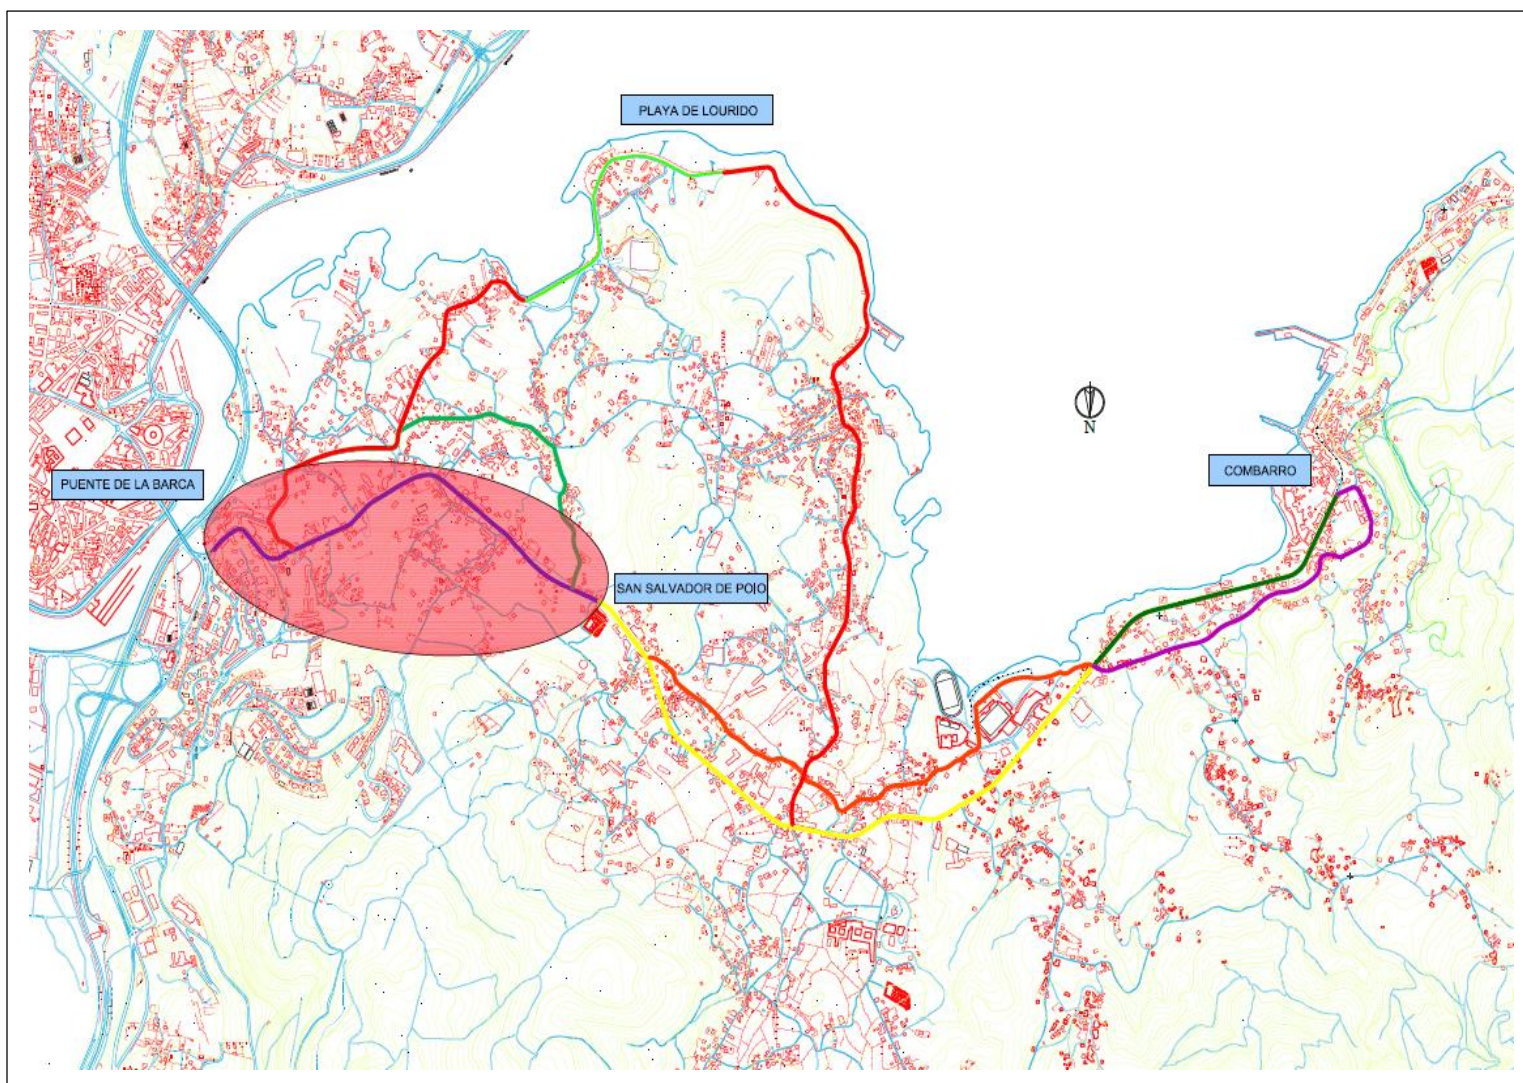 PLAYA DE LOURIDO
N
COMBARRO
PUENTE DE LA BARCA
SAN SALVADOR DE POIO